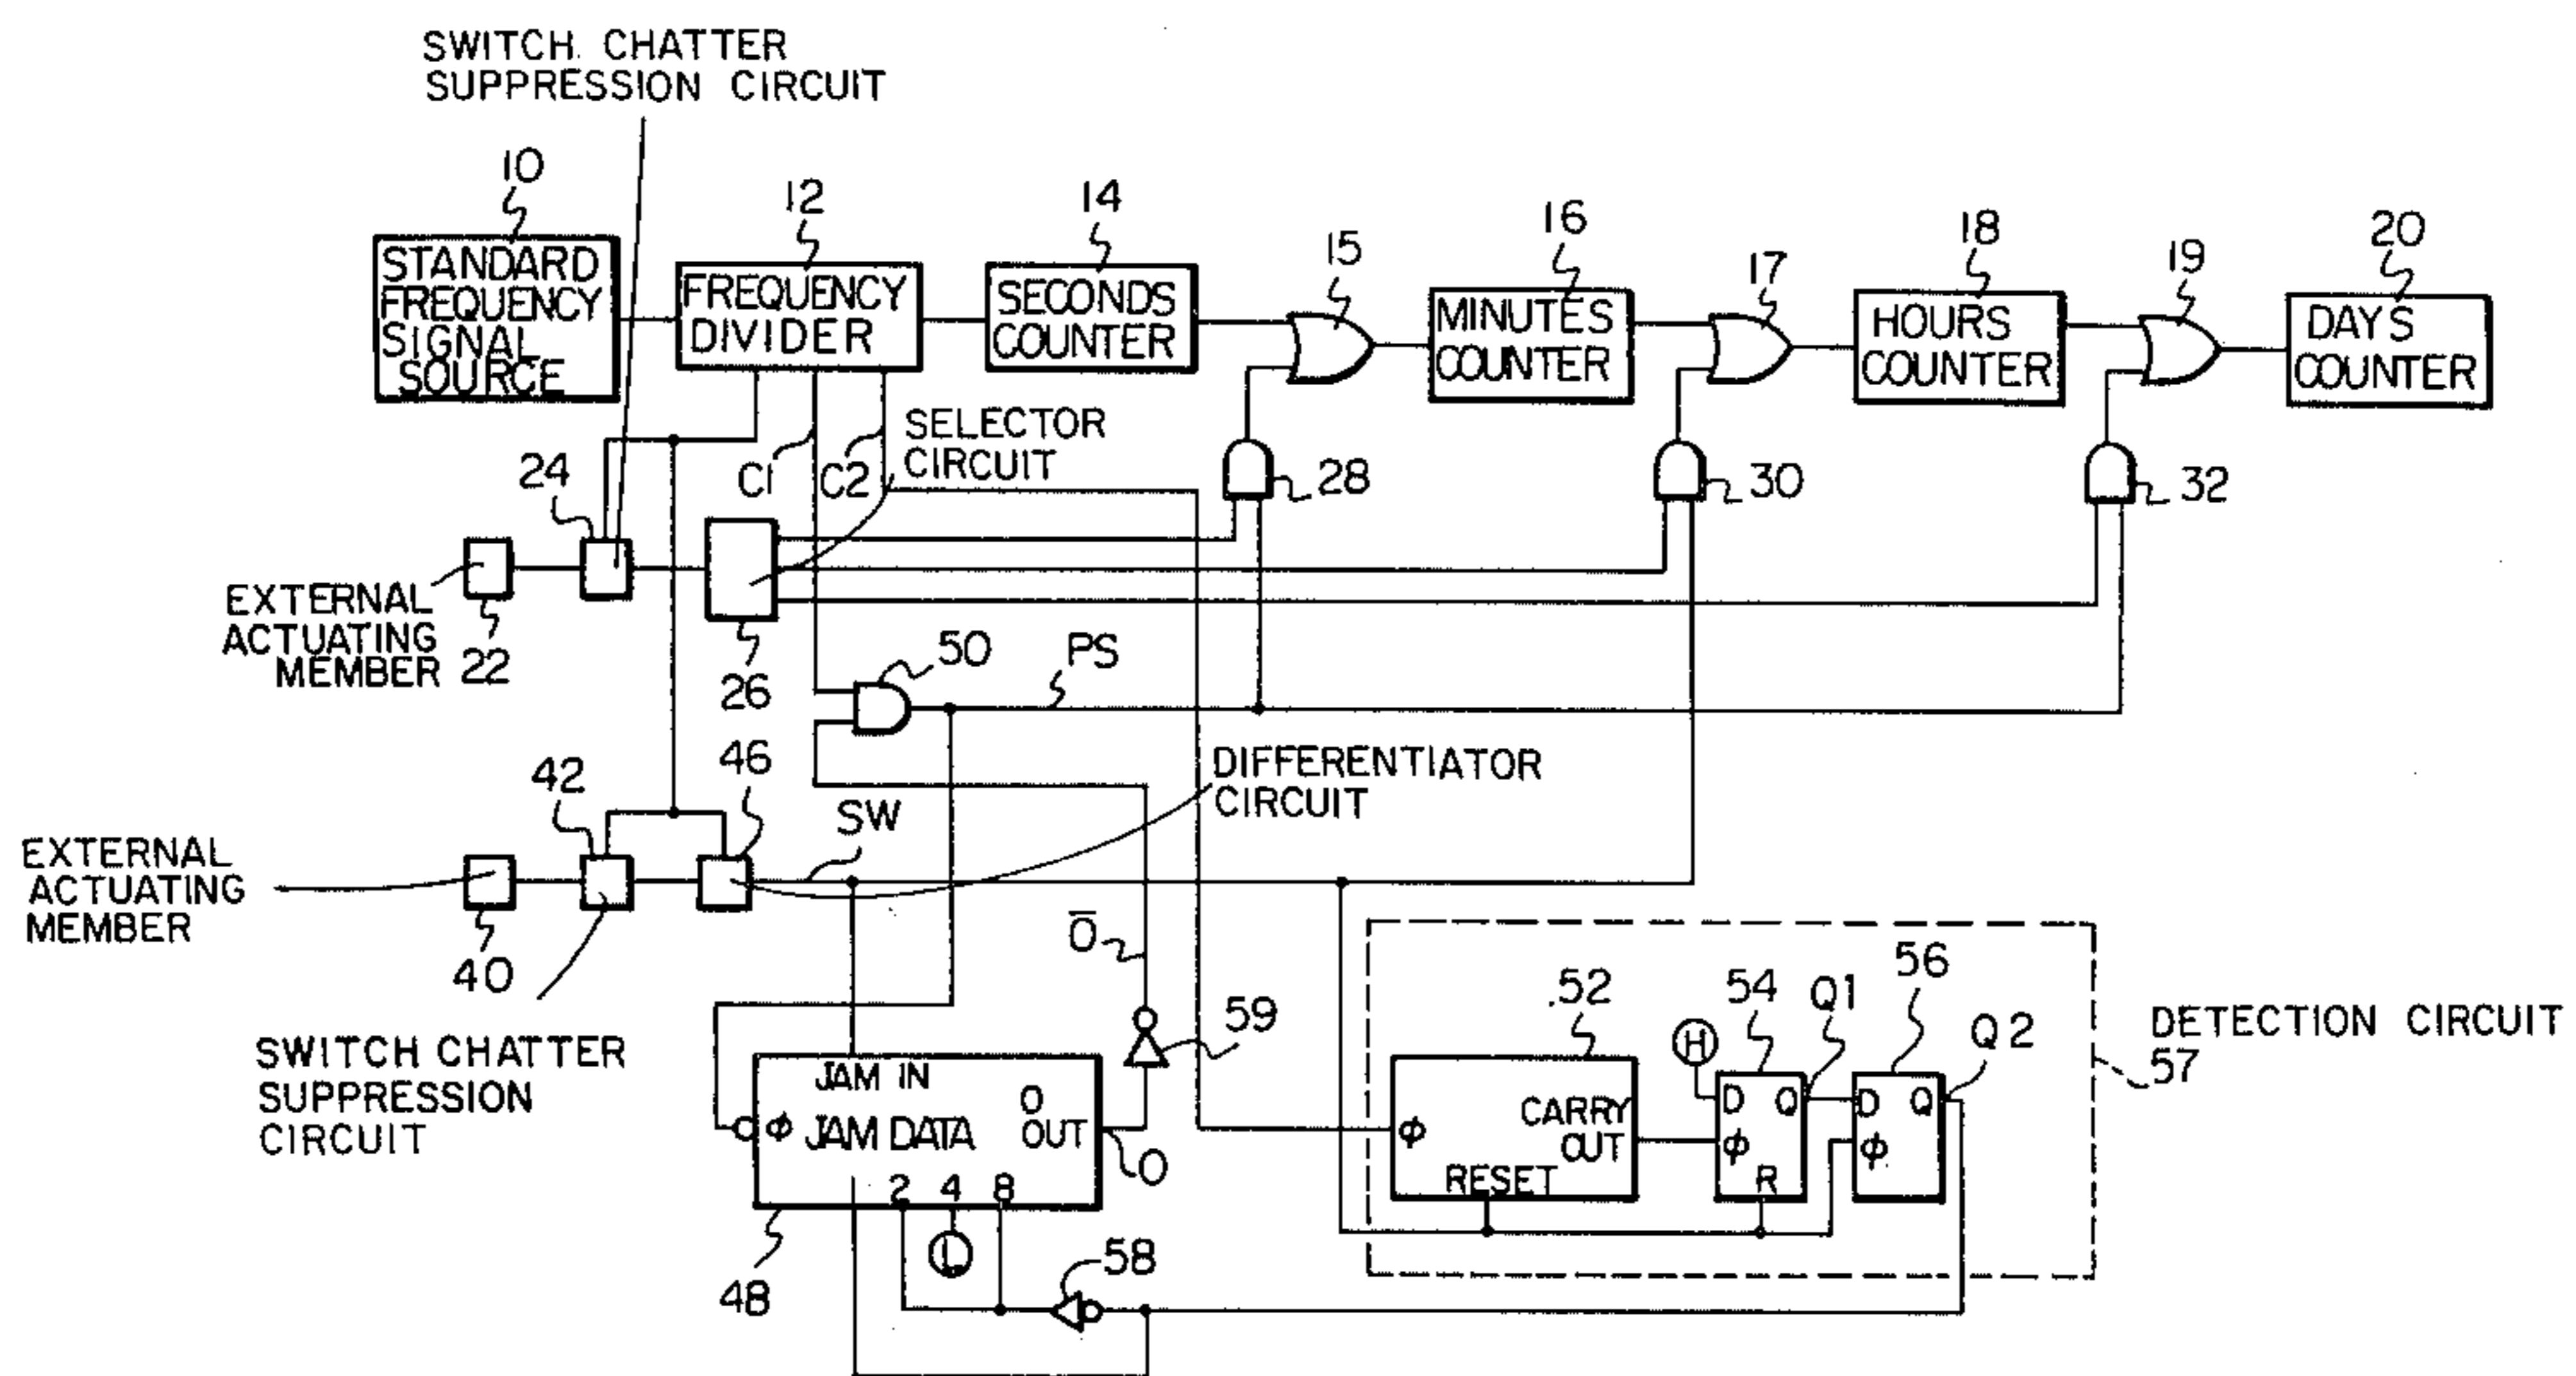 SWITCH CHATTER
SUPPRESSION CIRCUIT
10
12
14
15
16
17
18
19
20
STANDARD
FREQUENCY
SIGNAL
SOURCE
FREQUENCY
DIVIDER
SECONDS
COUNTER
MINUTES
COUNTER
HOURS
COUNTER
DAYS
COUNTER
C1
C2
SELECTOR
CIRCUIT
24
28
30
32
EXTERNAL
ACTUATING
MEMBER 22
26
50
PS
42
46
SW
DIFFERENTIATOR
CIRCUIT
EXTERNAL
ACTUATING
MEMBER
40
SWITCH CHATTER
SUPPRESSION
CIRCUIT
O̅
59
52
54
Q1
56
Q2
DETECTION CIRCUIT
57
H
JAM IN
ϕ JAM DATA
O
OUT
O
2 4 8
L
48
58
ϕ
CARRY
OUT
RESET
D Q
ϕ
R
D Q
ϕ